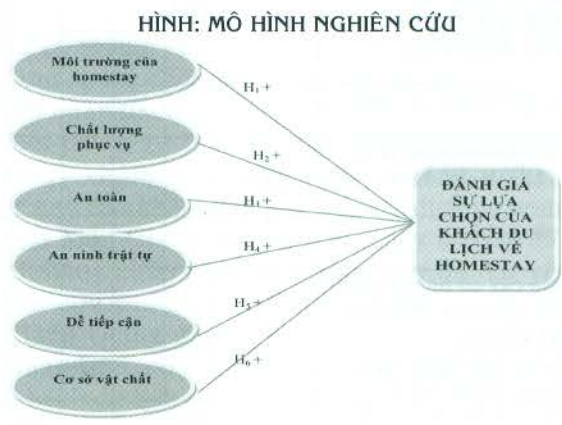 HÌNH: MÔ HÌNH NGHIÊN CỨU
Môi trường của
homestay
H₁ +
Chất lượng
phục vụ
H₂ +
An toàn
H₃ +
An ninh trật tự
H₄ +
Dễ tiếp cận
H₅ +
Cơ sở vật chất
H₆ +
ĐÁNH GIÁ
SỰ LỰA
CHỌN CỦA
KHÁCH DU
LỊCH VỀ
HOMESTAY